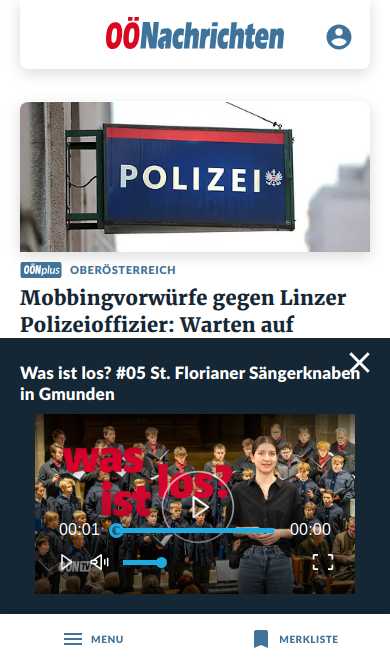 OÖNachrichten
POLIZEI
OÖNplus OBERÖSTERREICH
Mobbingvorwürfe gegen Linzer
Polizeioffizier: Warten auf
Was ist los? #05 St. Florianer Sängerknaben
in Gmunden
was
ist los?
00:01 00:00
MENU MERKLISTE